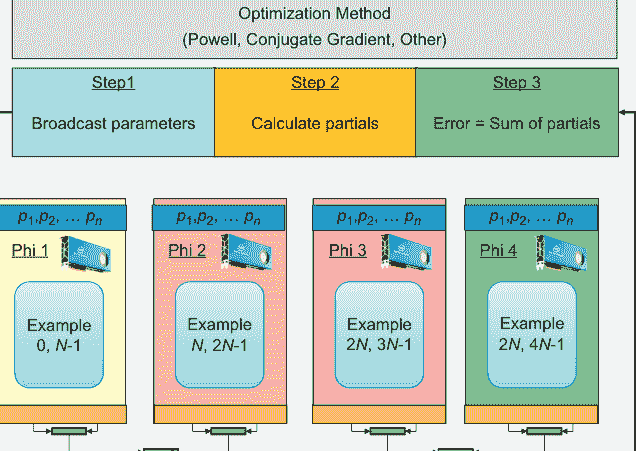 Optimization Method
(Powell, Conjugate Gradient, Other)
Step1
Step 2
Step 3
Broadcast parameters
Calculate partials
Error = Sum of partials
p1,p2, … pn
p1,p2, … pn
p1,p2, … pn
p1,p2, … pn
Phi 1
Phi 2
Phi 3
Phi 4
Example
0, N-1
Example
N, 2N-1
Example
2N, 3N-1
Example
2N, 4N-1